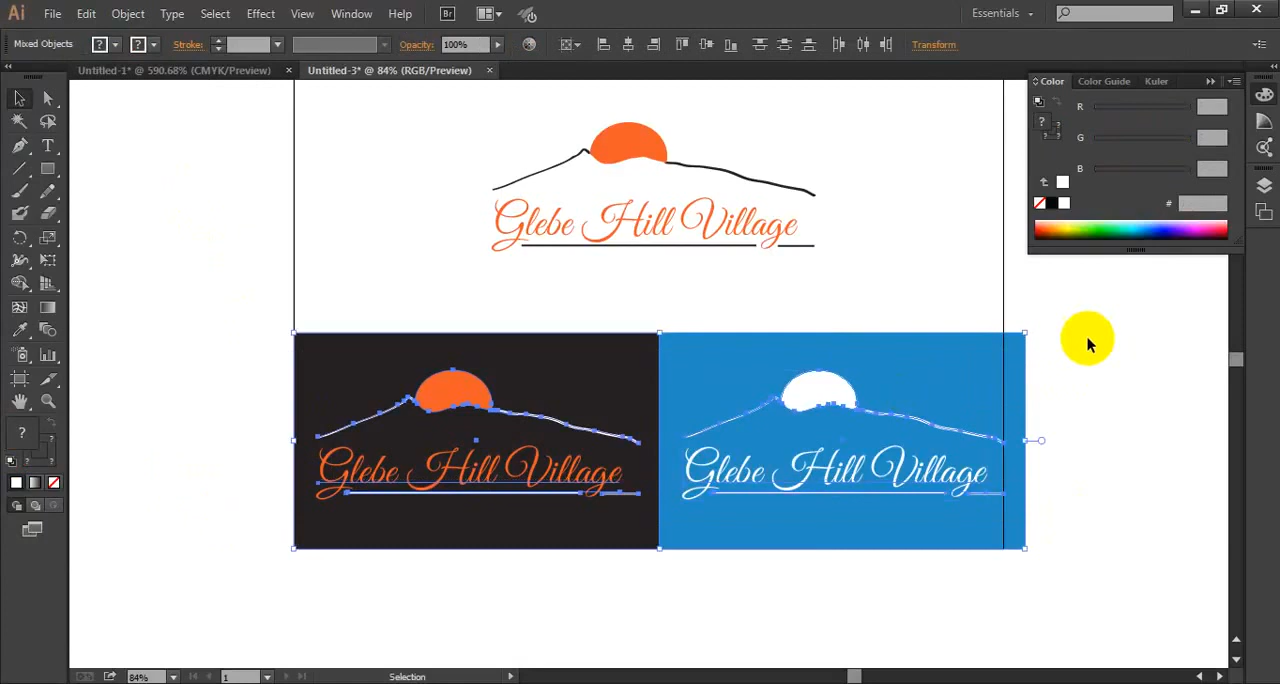 Ai File Edit Object Type Select Effect View Window Help Br Essentials
Mixed Objects ? ? Stroke: Opacity: 100% Transform
Untitled-1* @ 590.68% (CMYK/Preview) Untitled-3* @ 84% (RGB/Preview)
Color Color Guide Kuler
R
G
B
#
?
T
Glebe Hill Village
Glebe Hill Village
Glebe Hill Village
?
84% 1 Selection